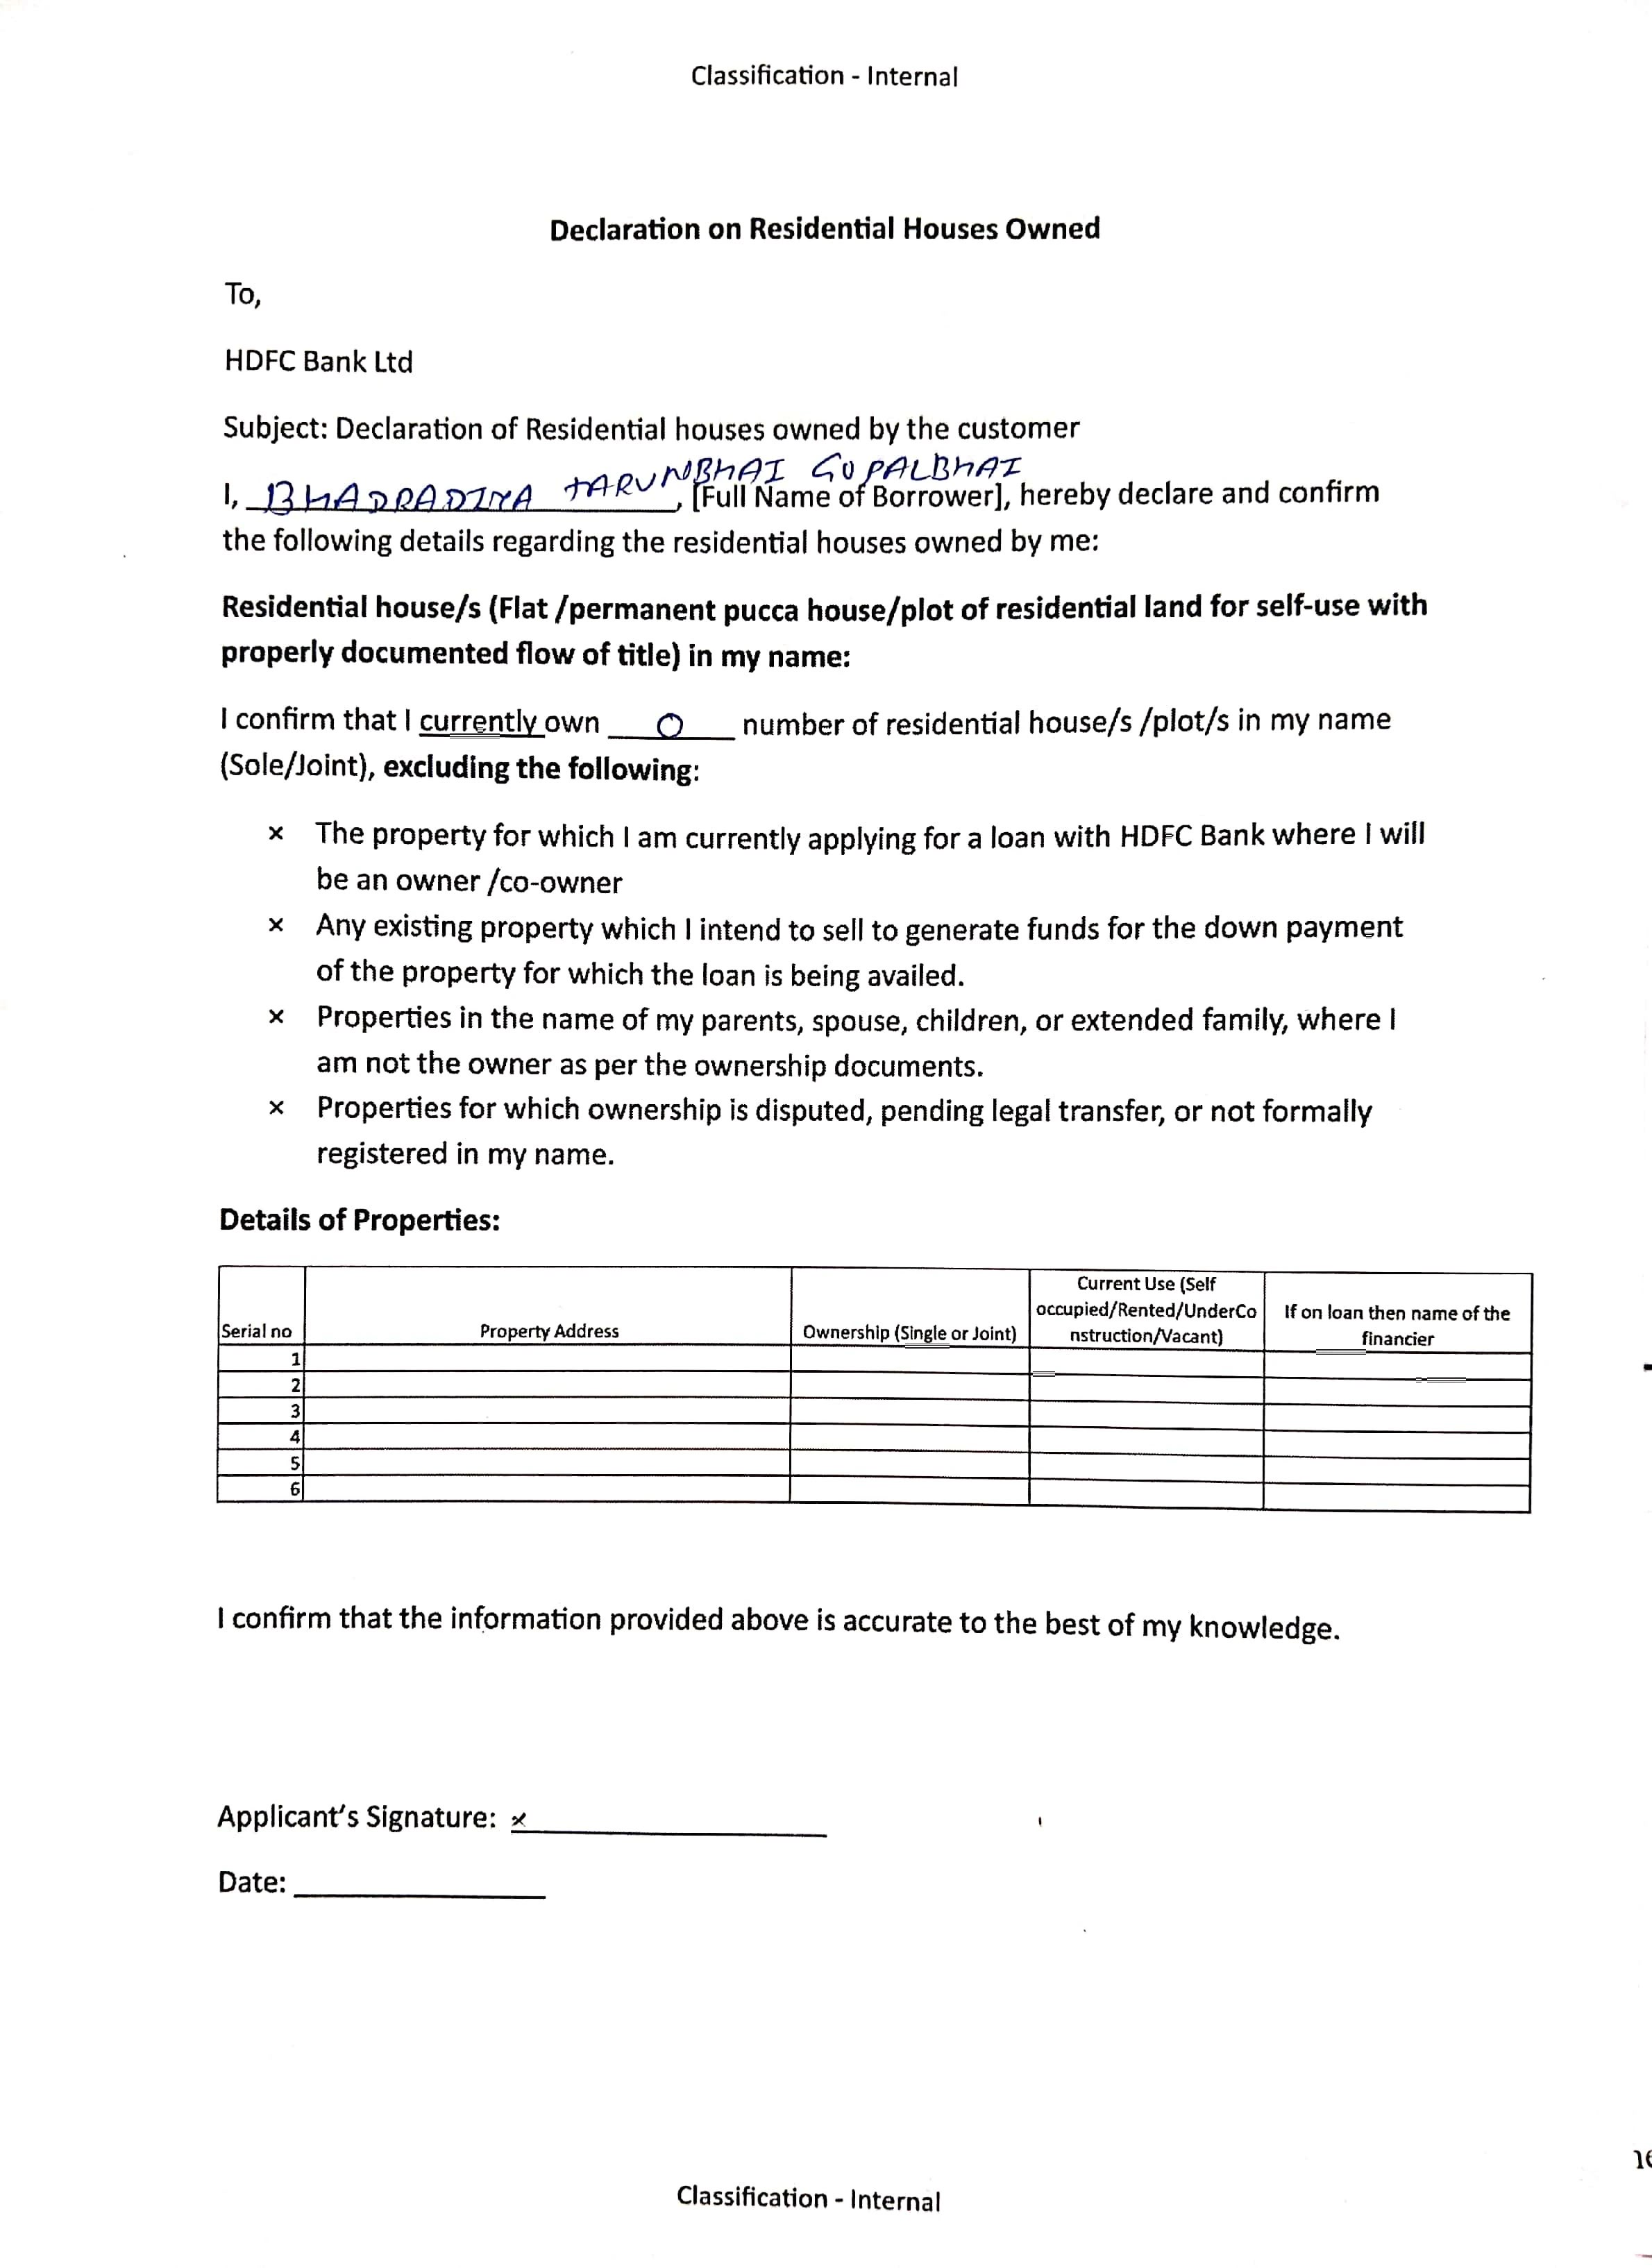 Classification - Internal
Declaration on Residential Houses Owned
To,
HDFC Bank Ltd
Subject: Declaration of Residential houses owned by the customer
I, BHADRADIYA TARUNBHAI GOPALBHAI, [Full Name of Borrower], hereby declare and confirm
the following details regarding the residential houses owned by me:
Residential house/s (Flat /permanent pucca house/plot of residential land for self-use with
properly documented flow of title) in my name:
I confirm that I currently own 0 number of residential house/s /plot/s in my name
(Sole/Joint), excluding the following:
× The property for which I am currently applying for a loan with HDFC Bank where I will
be an owner /co-owner
× Any existing property which I intend to sell to generate funds for the down payment
of the property for which the loan is being availed.
× Properties in the name of my parents, spouse, children, or extended family, where I
am not the owner as per the ownership documents.
× Properties for which ownership is disputed, pending legal transfer, or not formally
registered in my name.
Details of Properties:
Serial no Property Address Ownership (Single or Joint) Current Use (Self occupied/Rented/UnderConstruction/Vacant) If on loan then name of the financier
1
2
3
4
5
6
I confirm that the information provided above is accurate to the best of my knowledge.
Applicant's Signature: ×
Date:
Classification - Internal